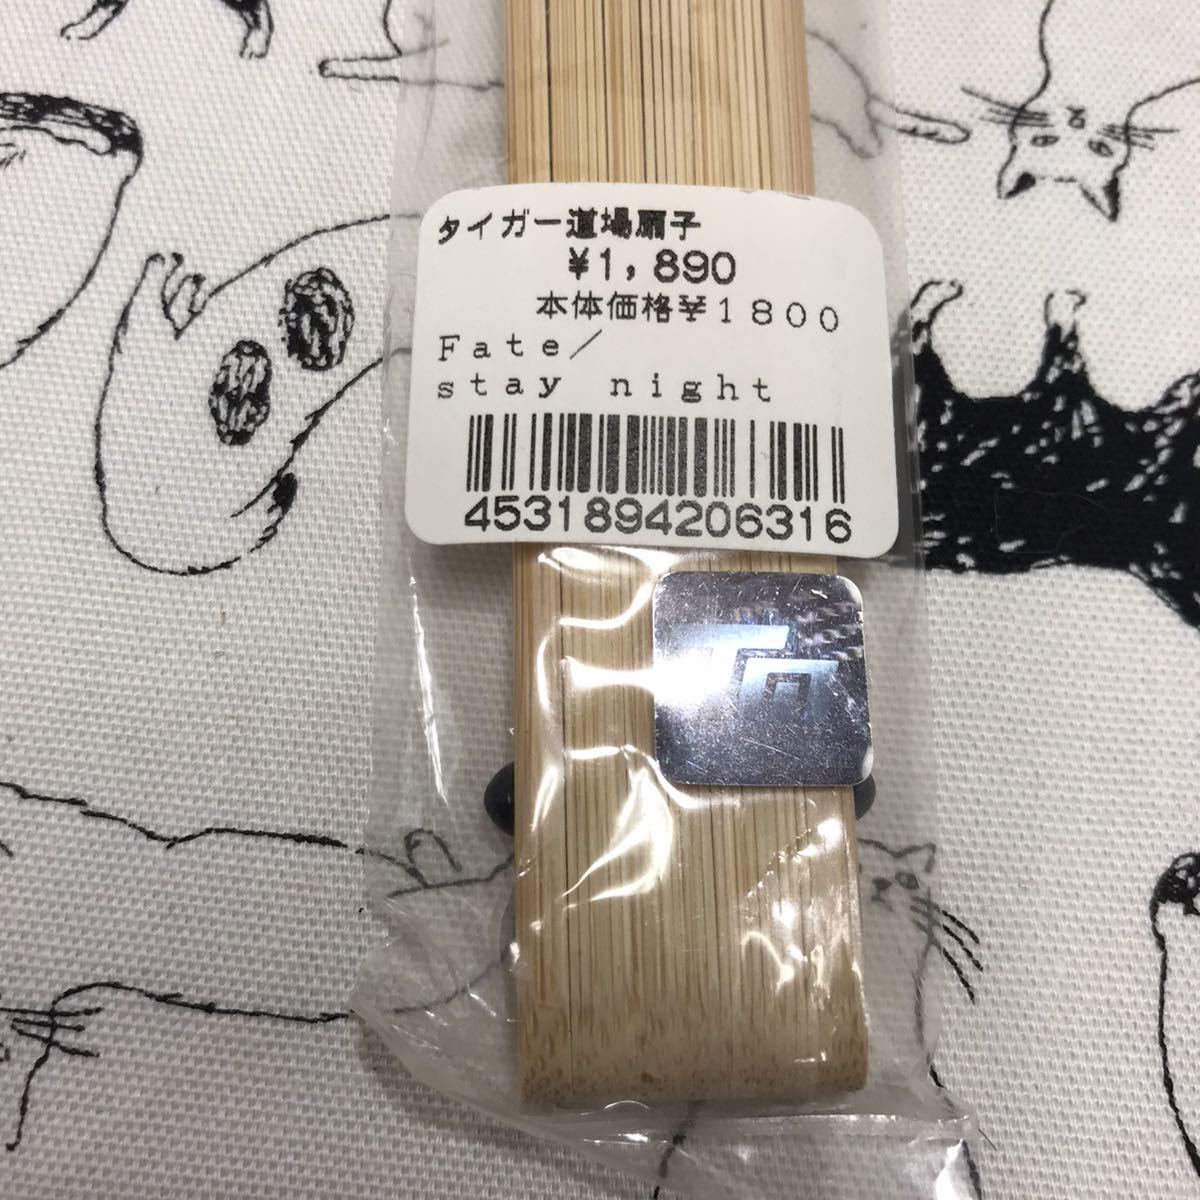 タイガー道場扇子
¥1,890
本体価格¥1800
Fate/
stay night
4531894206316